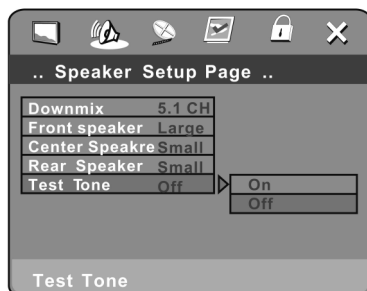 .. Speaker Setup Page ..
Downmix 5.1 CH
Front speaker Large
Center Speakre Small
Rear Speaker Small
Test Tone Off On
Off
Test Tone